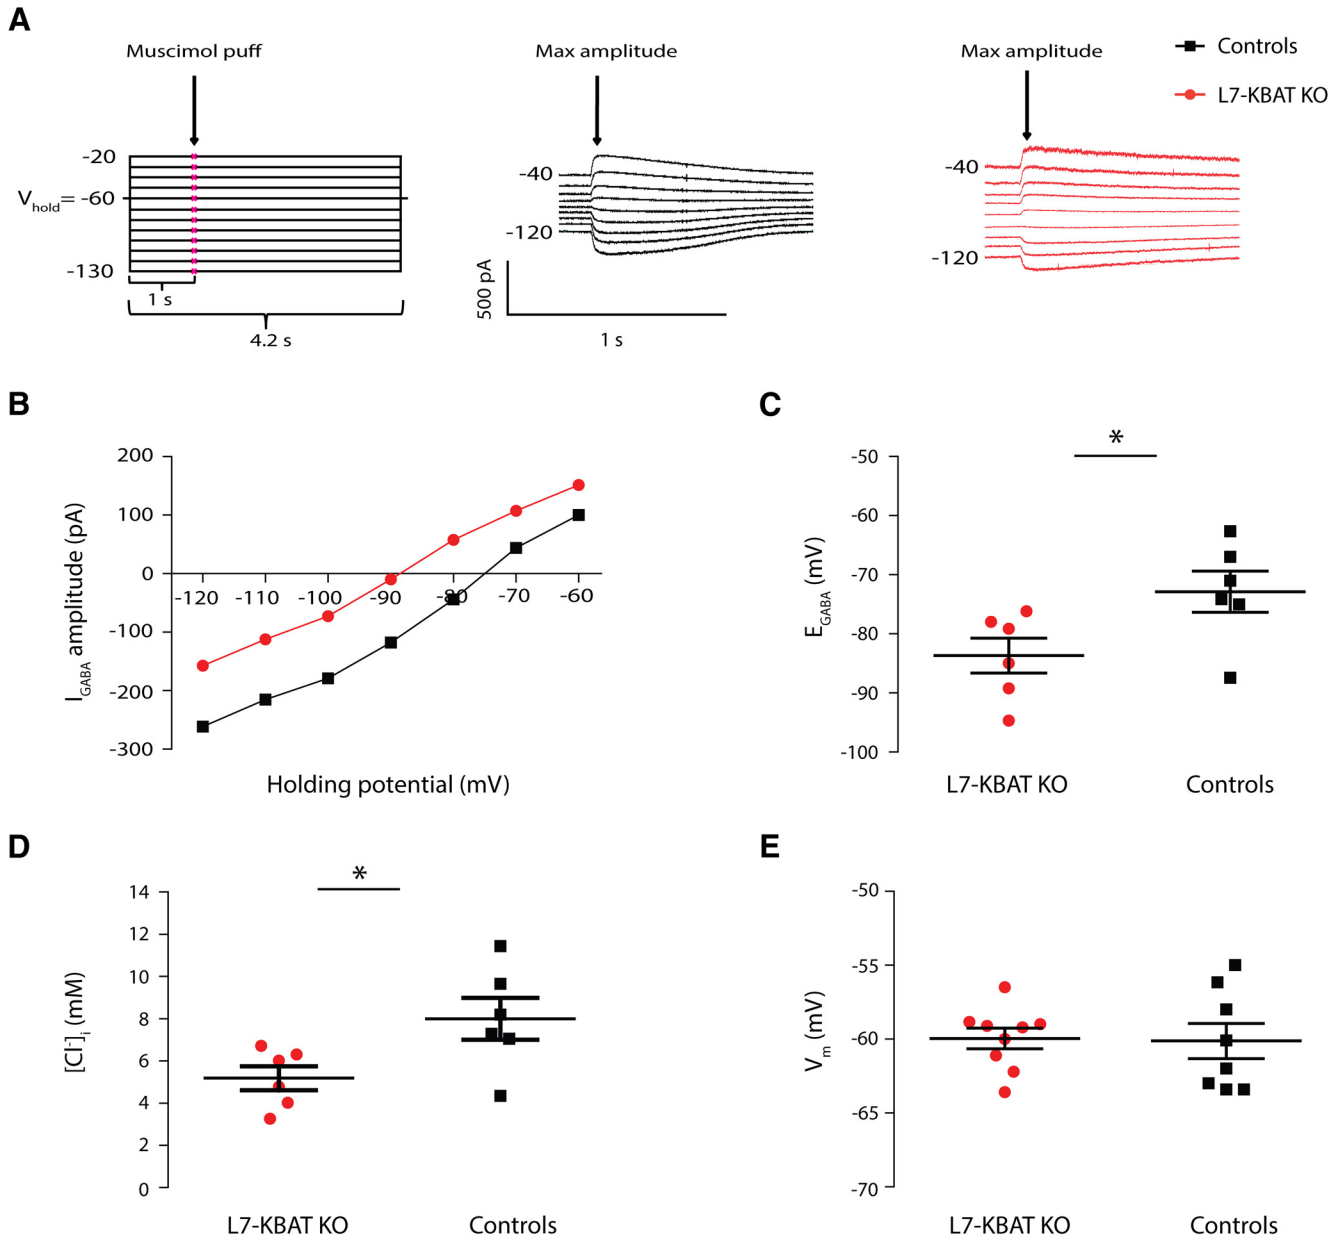 A
Muscimol puff
Max amplitude
Max amplitude
Controls
L7-KBAT KO
-20
Vhold= -60
-130
1 s
4.2 s
-40
-120
500 pA
1 s
-40
-120
B
IGABA amplitude (pA)
200
100
0
-100
-200
-300
-120 -110 -100 -90 -80 -70 -60
Holding potential (mV)
C
*
EGABA (mV)
-50
-60
-70
-80
-90
-100
L7-KBAT KO Controls
D
*
[Cl-]i (mM)
14
12
10
8
6
4
2
0
L7-KBAT KO Controls
E
Vm (mV)
-50
-55
-60
-65
-70
L7-KBAT KO Controls